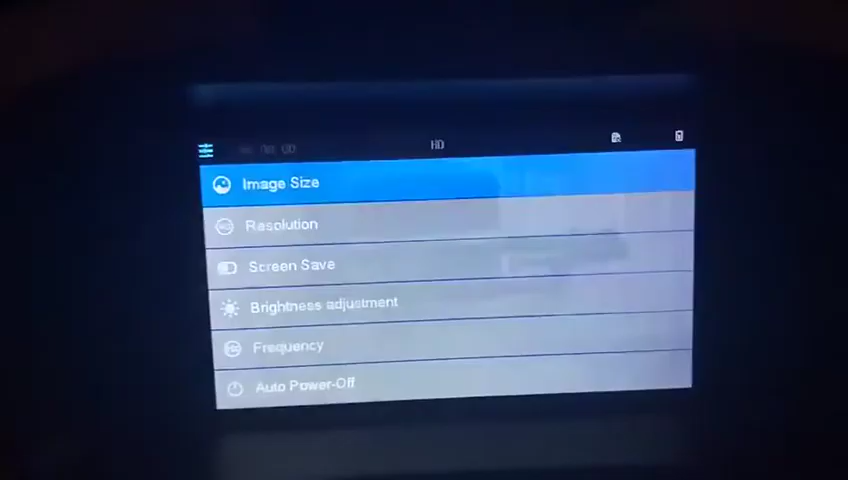 HD
Image Size
Resolution
Screen Save
Brightness adjustment
Frequency
Auto Power-Off